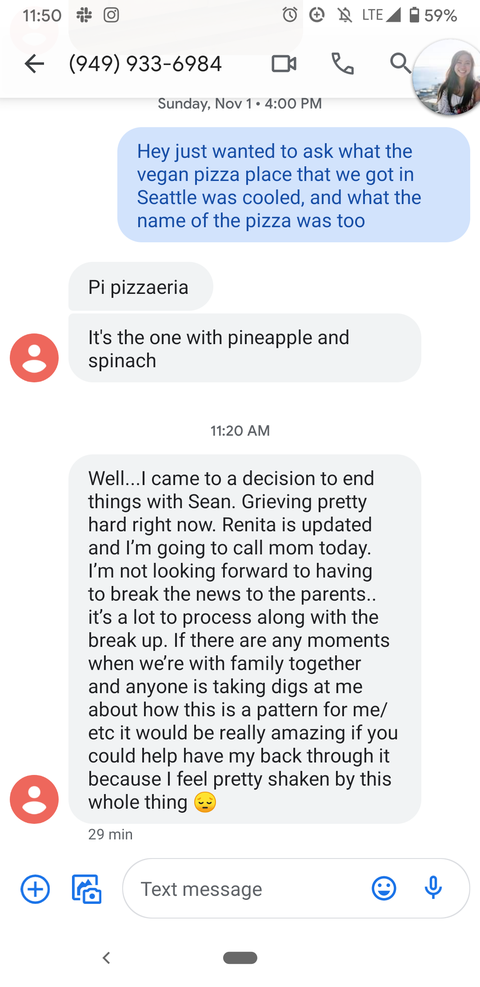 11:50
LTE
59%
(949) 933-6984
Sunday, Nov 1 • 4:00 PM
Hey just wanted to ask what the
vegan pizza place that we got in
Seattle was cooled, and what the
name of the pizza was too
Pi pizzaeria
It's the one with pineapple and
spinach
11:20 AM
Well...I came to a decision to end
things with Sean. Grieving pretty
hard right now. Renita is updated
and I’m going to call mom today.
I’m not looking forward to having
to break the news to the parents..
it’s a lot to process along with the
break up. If there are any moments
when we’re with family together
and anyone is taking digs at me
about how this is a pattern for me/
etc it would be really amazing if you
could help have my back through it
because I feel pretty shaken by this
whole thing 😔
29 min
Text message